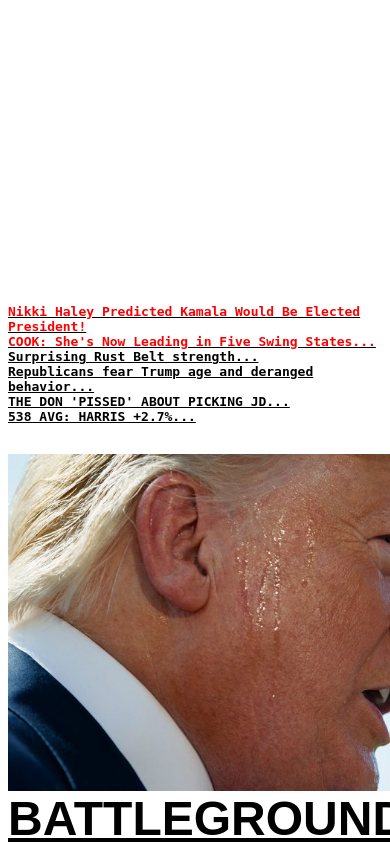 Nikki Haley Predicted Kamala Would Be Elected
President!
COOK: She's Now Leading in Five Swing States...
Surprising Rust Belt strength...
Republicans fear Trump age and deranged
behavior...
THE DON 'PISSED' ABOUT PICKING JD...
538 AVG: HARRIS +2.7%...
BATTLEGROUND